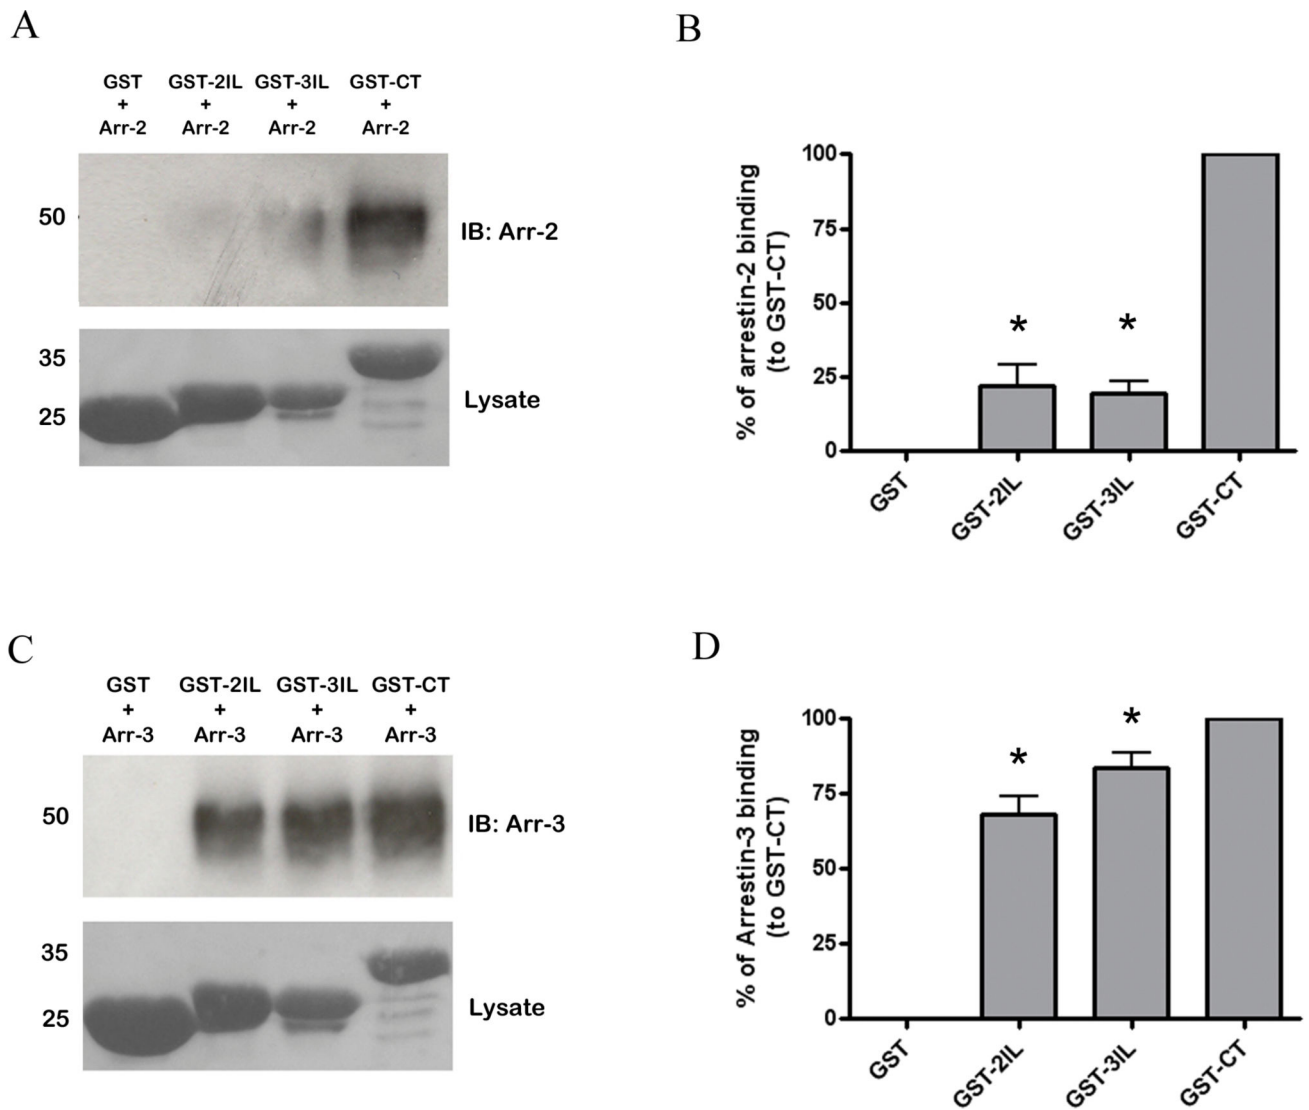 A
GST GST-2IL GST-3IL GST-CT
+ + + +
Arr-2 Arr-2 Arr-2 Arr-2
50
IB: Arr-2
35
25
Lysate
B
% of arrestin-2 binding
(to GST-CT)
100
75
50
25
0
* *
GST GST-2IL GST-3IL GST-CT
C
GST GST-2IL GST-3IL GST-CT
+ + + +
Arr-3 Arr-3 Arr-3 Arr-3
50
IB: Arr-3
35
25
Lysate
D
% of Arrestin-3 binding
(to GST-CT)
100
75
50
25
0
* *
GST GST-2IL GST-3IL GST-CT